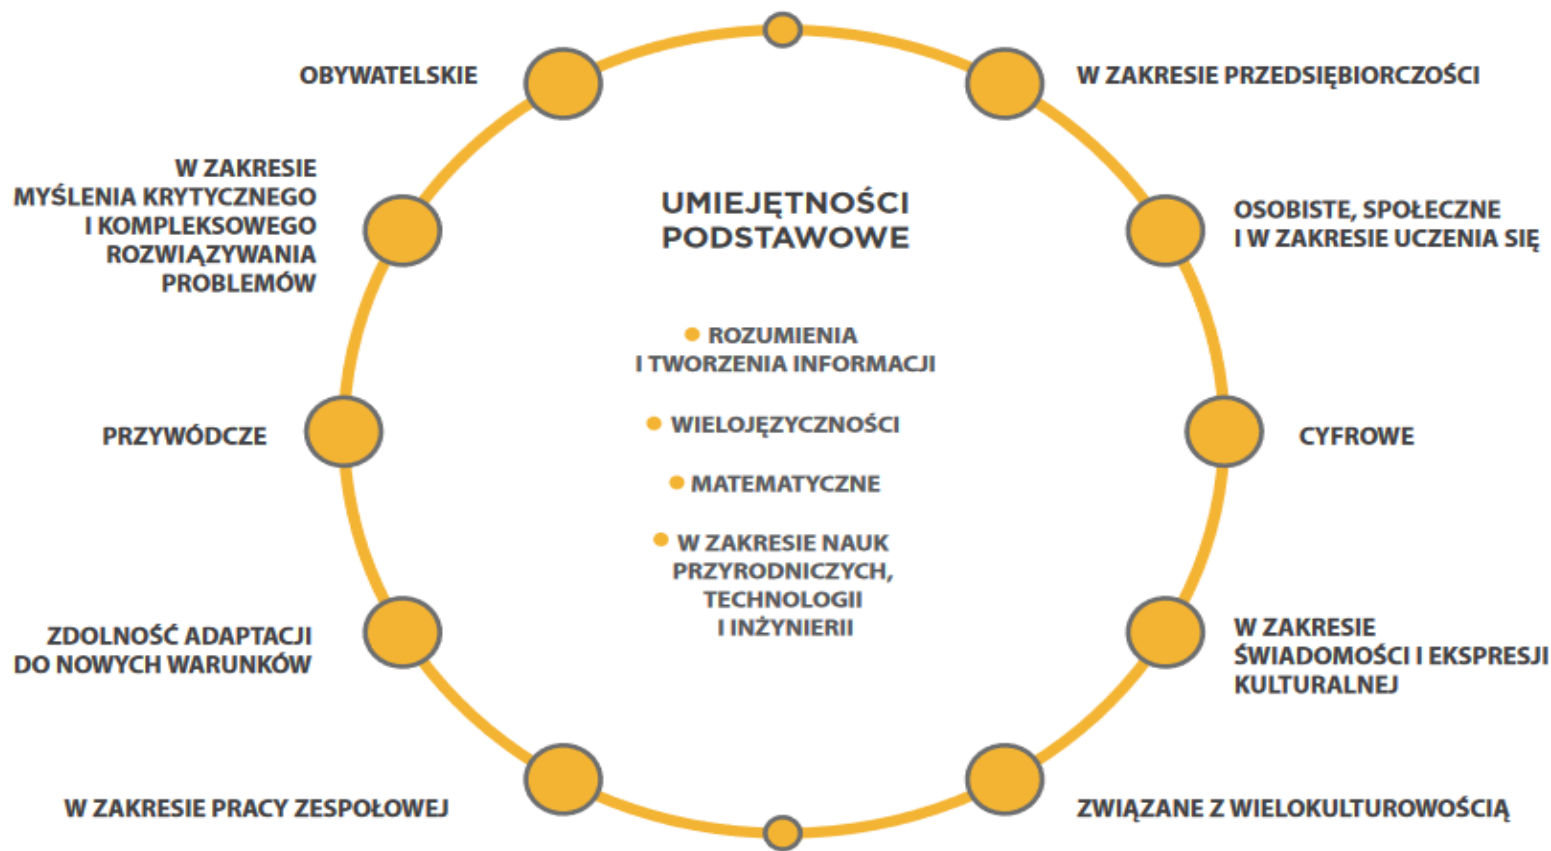 OBYWATELSKIE
W ZAKRESIE PRZEDSIĘBIORCZOŚCI
W ZAKRESIE
MYŚLENIA KRYTYCZNEGO
I KOMPLEKSOWEGO
ROZWIĄZYWANIA
PROBLEMÓW
UMIEJĘTNOŚCI
PODSTAWOWE
OSOBISTE, SPOŁECZNE
I W ZAKRESIE UCZENIA SIĘ
ROZUMIENIA
I TWORZENIA INFORMACJI
WIELOJĘZYCZNOŚCI
MATEMATYCZNE
W ZAKRESIE NAUK
PRZYRODNICZYCH,
TECHNOLOGII
I INŻYNIERII
PRZYWÓDCZE
CYFROWE
ZDOLNOŚĆ ADAPTACJI
DO NOWYCH WARUNKÓW
W ZAKRESIE
ŚWIADOMOŚCI I EKSPRESJI
KULTURALNEJ
W ZAKRESIE PRACY ZESPOŁOWEJ
ZWIĄZANE Z WIELOKULTUROWOŚCIĄ